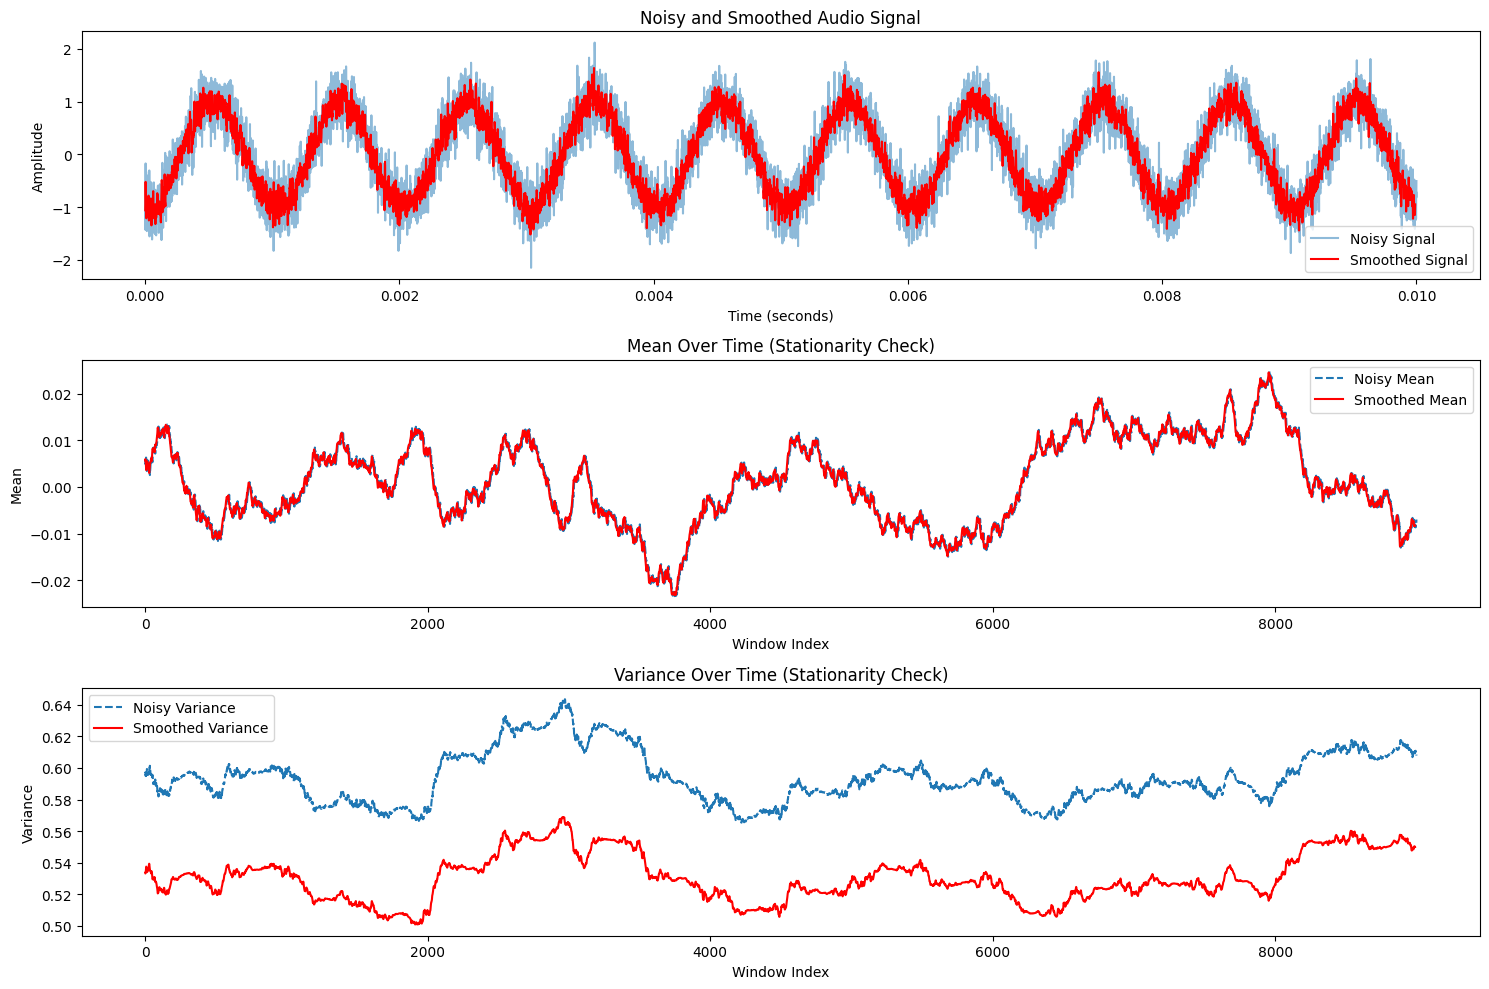 Noisy and Smoothed Audio Signal
Amplitude
2
1
0
−1
−2
Noisy Signal
Smoothed Signal
0.000
0.002
0.004
0.006
0.008
0.010
Time (seconds)
Mean Over Time (Stationarity Check)
Mean
0.02
0.01
0.00
−0.01
−0.02
Noisy Mean
Smoothed Mean
0
2000
4000
6000
8000
Window Index
Variance Over Time (Stationarity Check)
Variance
0.64
0.62
0.60
0.58
0.56
0.54
0.52
0.50
Noisy Variance
Smoothed Variance
0
2000
4000
6000
8000
Window Index